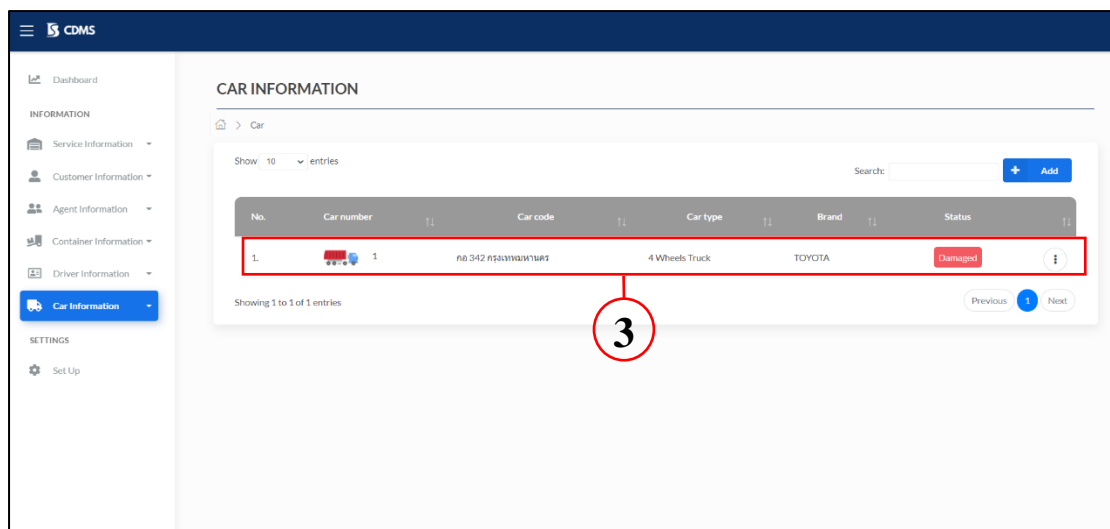 CDMS
Dashboard
INFORMATION
Service Information
Customer Information
Agent Information
Container Information
Driver Information
Car Information
SETTINGS
Set Up
CAR INFORMATION
> Car
Show 10 entries
Search:
+ Add
No. Car number Car code Car type Brand Status
1. 1 กอ 342 กรุงเทพมหานคร 4 Wheels Truck TOYOTA Damaged
Showing 1 to 1 of 1 entries
Previous 1 Next
3